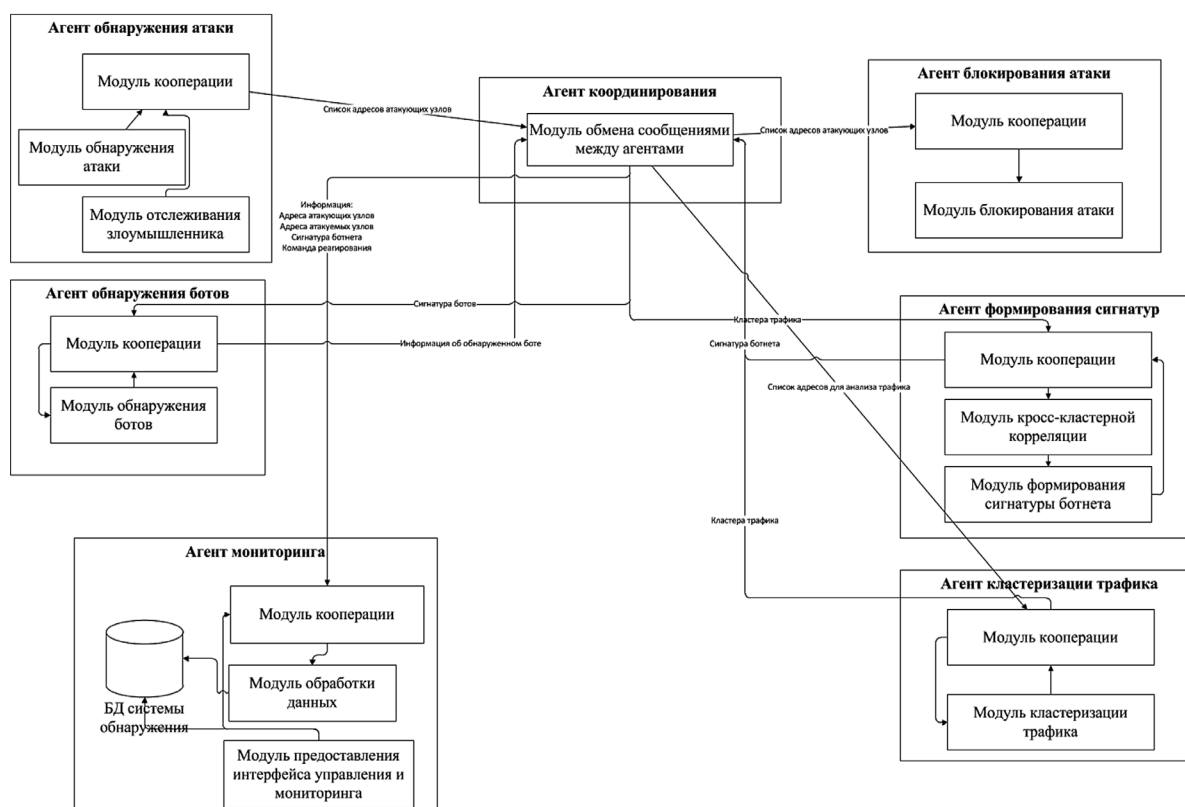 Агент обнаружения атаки
Модуль кооперации
Модуль обнаружения
атаки
Модуль отслеживания
злоумышленника
Список адресов атакующих узлов
Агент координирования
Модуль обмена сообщениями
между агентами
Список адресов атакующих узлов
Агент блокирования атаки
Модуль кооперации
Модуль блокирования атаки
Информация:
Адреса атакующих узлов
Адреса атакуемых узлов
Сигнатура ботнета
Команда реагирования
Агент обнаружения ботов
Модуль кооперации
Модуль обнаружения
ботов
Сигнатура ботов
Информация об обнаруженном боте
Кластера трафика
Сигнатура ботнета
Список адресов для анализа трафика
Агент формирования сигнатур
Модуль кооперации
Модуль кросс-кластерной
корреляции
Модуль формирования
сигнатуры ботнета
Кластера трафика
Агент мониторинга
Модуль кооперации
Модуль обработки
данных
БД системы
обнаружения
Модуль предоставления
интерфейса управления и
мониторинга
Агент кластеризации трафика
Модуль кооперации
Модуль кластеризации
трафика